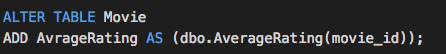 ALTER TABLE Movie
ADD AvrageRating AS (dbo.AverageRating(movie_id));